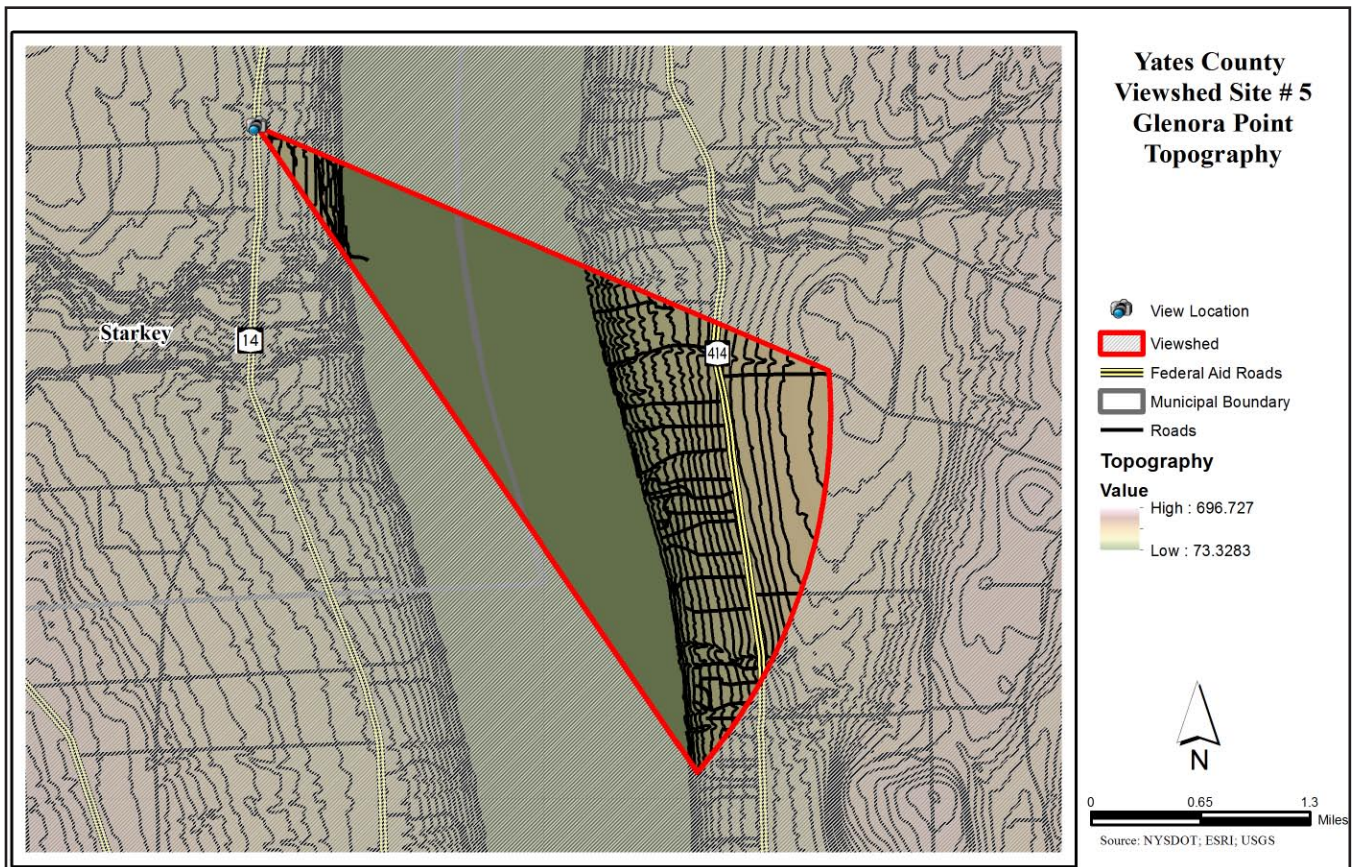 Yates County
Viewshed Site # 5
Glenora Point
Topography
Starkey
14
414
View Location
Viewshed
Federal Aid Roads
Municipal Boundary
Roads
Topography
Value
High : 696.727
Low : 73.3283
N
0 0.65 1.3
Miles
Source: NYSDOT; ESRI; USGS